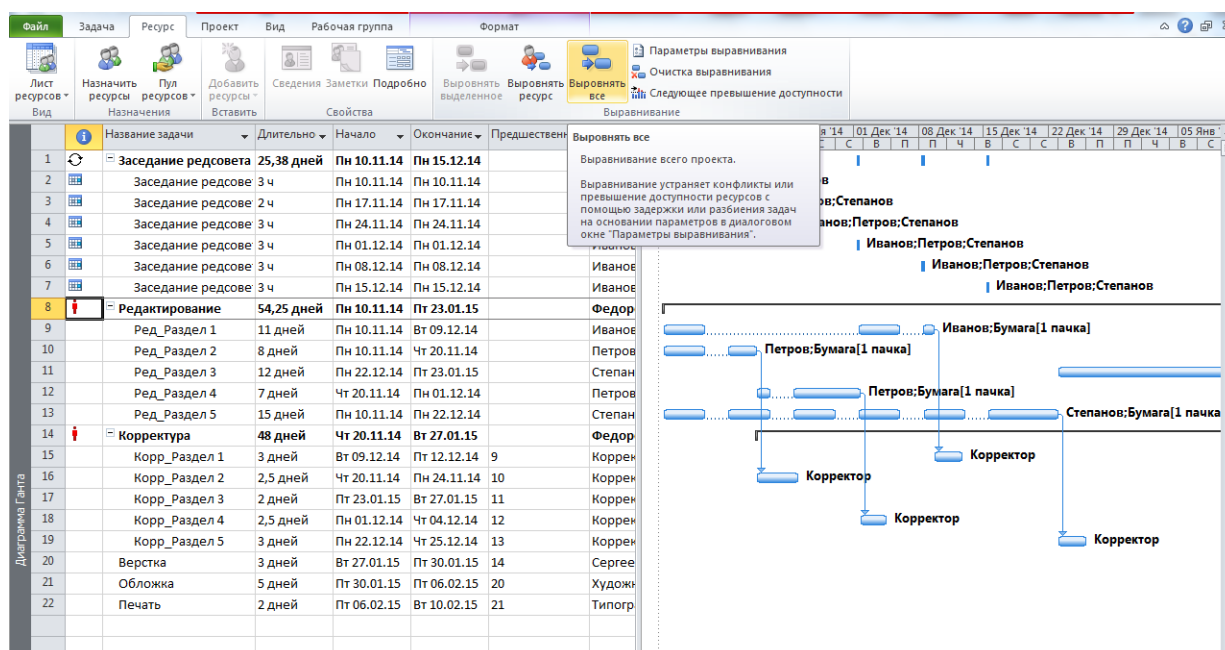 Файл Задача Ресурс Проект Вид Рабочая группа Формат
Лист ресурсов
Назначить ресурсы
Пул ресурсов
Добавить ресурсы
Сведения Заметки Подробно
Выровнять выделенное
Выровнять ресурс
Выровнять все
Параметры выравнивания
Очистка выравнивания
Следующее превышение доступности
Вид Назначения Вставить Свойства Выравнивание
Название задачи Длительно Начало Окончание Предшественн
01 Дек '14 08 Дек '14 15 Дек '14 22 Дек '14 29 Дек '14 05 Янв '
С В П П Ч В С С В П П Ч В С
Выровнять все
Выравнивание всего проекта.
Выравнивание устраняет конфликты или
превышение доступности ресурсов с
помощью задержки или разбиения задач
на основании параметров в диалоговом
окне "Параметры выравнивания".
1 Заседание редсовета 25,38 дней Пн 10.11.14 Пн 15.12.14
2 Заседание редсове 3 ч Пн 10.11.14 Пн 10.11.14
3 Заседание редсове 2 ч Пн 17.11.14 Пн 17.11.14 Степанов
4 Заседание редсове 3 ч Пн 24.11.14 Пн 24.11.14 нов;Петров;Степанов
5 Заседание редсове 3 ч Пн 01.12.14 Пн 01.12.14 Иванов;Петров;Степанов
6 Заседание редсове 3 ч Пн 08.12.14 Пн 08.12.14 Иванов Иванов;Петров;Степанов
7 Заседание редсове 3 ч Пн 15.12.14 Пн 15.12.14 Иванов Иванов;Петров;Степанов
8 Редактирование 54,25 дней Пн 10.11.14 Пт 23.01.15 Федор
9 Ред_Раздел 1 11 дней Пн 10.11.14 Вт 09.12.14 Иванов Иванов;Бумага[1 пачка]
10 Ред_Раздел 2 8 дней Пн 10.11.14 Чт 20.11.14 Петров Петров;Бумага[1 пачка]
11 Ред_Раздел 3 12 дней Пн 22.12.14 Пт 23.01.15 Степан
12 Ред_Раздел 4 7 дней Чт 20.11.14 Пн 01.12.14 Петров Петров;Бумага[1 пачка]
13 Ред_Раздел 5 15 дней Пн 10.11.14 Пн 22.12.14 Степан Степанов;Бумага[1 пачка
14 Корректура 48 дней Чт 20.11.14 Вт 27.01.15 Федор
15 Корр_Раздел 1 3 дней Вт 09.12.14 Пт 12.12.14 9 Коррек Корректор
16 Корр_Раздел 2 2,5 дней Чт 20.11.14 Пн 24.11.14 10 Коррек Корректор
17 Корр_Раздел 3 2 дней Пт 23.01.15 Вт 27.01.15 11 Коррек
18 Корр_Раздел 4 2,5 дней Пн 01.12.14 Чт 04.12.14 12 Коррек Корректор
19 Корр_Раздел 5 3 дней Пн 22.12.14 Чт 25.12.14 13 Коррек Корректор
20 Верстка 3 дней Вт 27.01.15 Пт 30.01.15 14 Сергее
21 Обложка 5 дней Пт 30.01.15 Пт 06.02.15 20 Художн
22 Печать 2 дней Пт 06.02.15 Вт 10.02.15 21 Типогр
Диаграмма Ганта